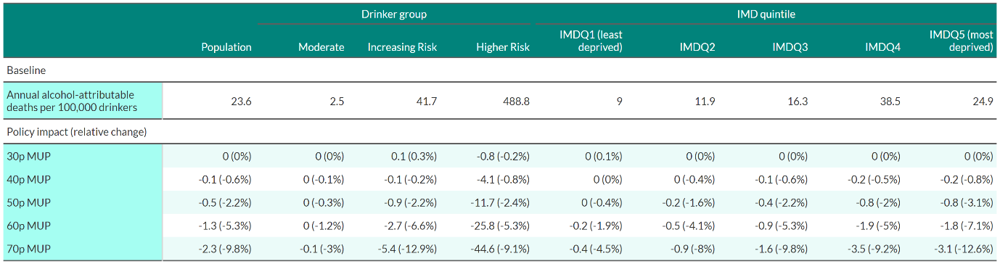 Drinker group IMD quintile
Population Moderate Increasing Risk Higher Risk IMDQ1 (least deprived) IMDQ2 IMDQ3 IMDQ4 IMDQ5 (most deprived)
Baseline
Annual alcohol-attributable deaths per 100,000 drinkers 23.6 2.5 41.7 488.8 9 11.9 16.3 38.5 24.9
Policy impact (relative change)
30p MUP 0 (0%) 0 (0%) 0.1 (0.3%) -0.8 (-0.2%) 0 (0.1%) 0 (0%) 0 (0%) 0 (0%) 0 (0%)
40p MUP -0.1 (-0.6%) 0 (-0.1%) -0.1 (-0.2%) -4.1 (-0.8%) 0 (0%) 0 (-0.4%) -0.1 (-0.6%) -0.2 (-0.5%) -0.2 (-0.8%)
50p MUP -0.5 (-2.2%) 0 (-0.3%) -0.9 (-2.2%) -11.7 (-2.4%) 0 (-0.4%) -0.2 (-1.6%) -0.4 (-2.2%) -0.8 (-2%) -0.8 (-3.1%)
60p MUP -1.3 (-5.3%) 0 (-1.2%) -2.7 (-6.6%) -25.8 (-5.3%) -0.2 (-1.9%) -0.5 (-4.1%) -0.9 (-5.3%) -1.9 (-5%) -1.8 (-7.1%)
70p MUP -2.3 (-9.8%) -0.1 (-3%) -5.4 (-12.9%) -44.6 (-9.1%) -0.4 (-4.5%) -0.9 (-8%) -1.6 (-9.8%) -3.5 (-9.2%) -3.1 (-12.6%)